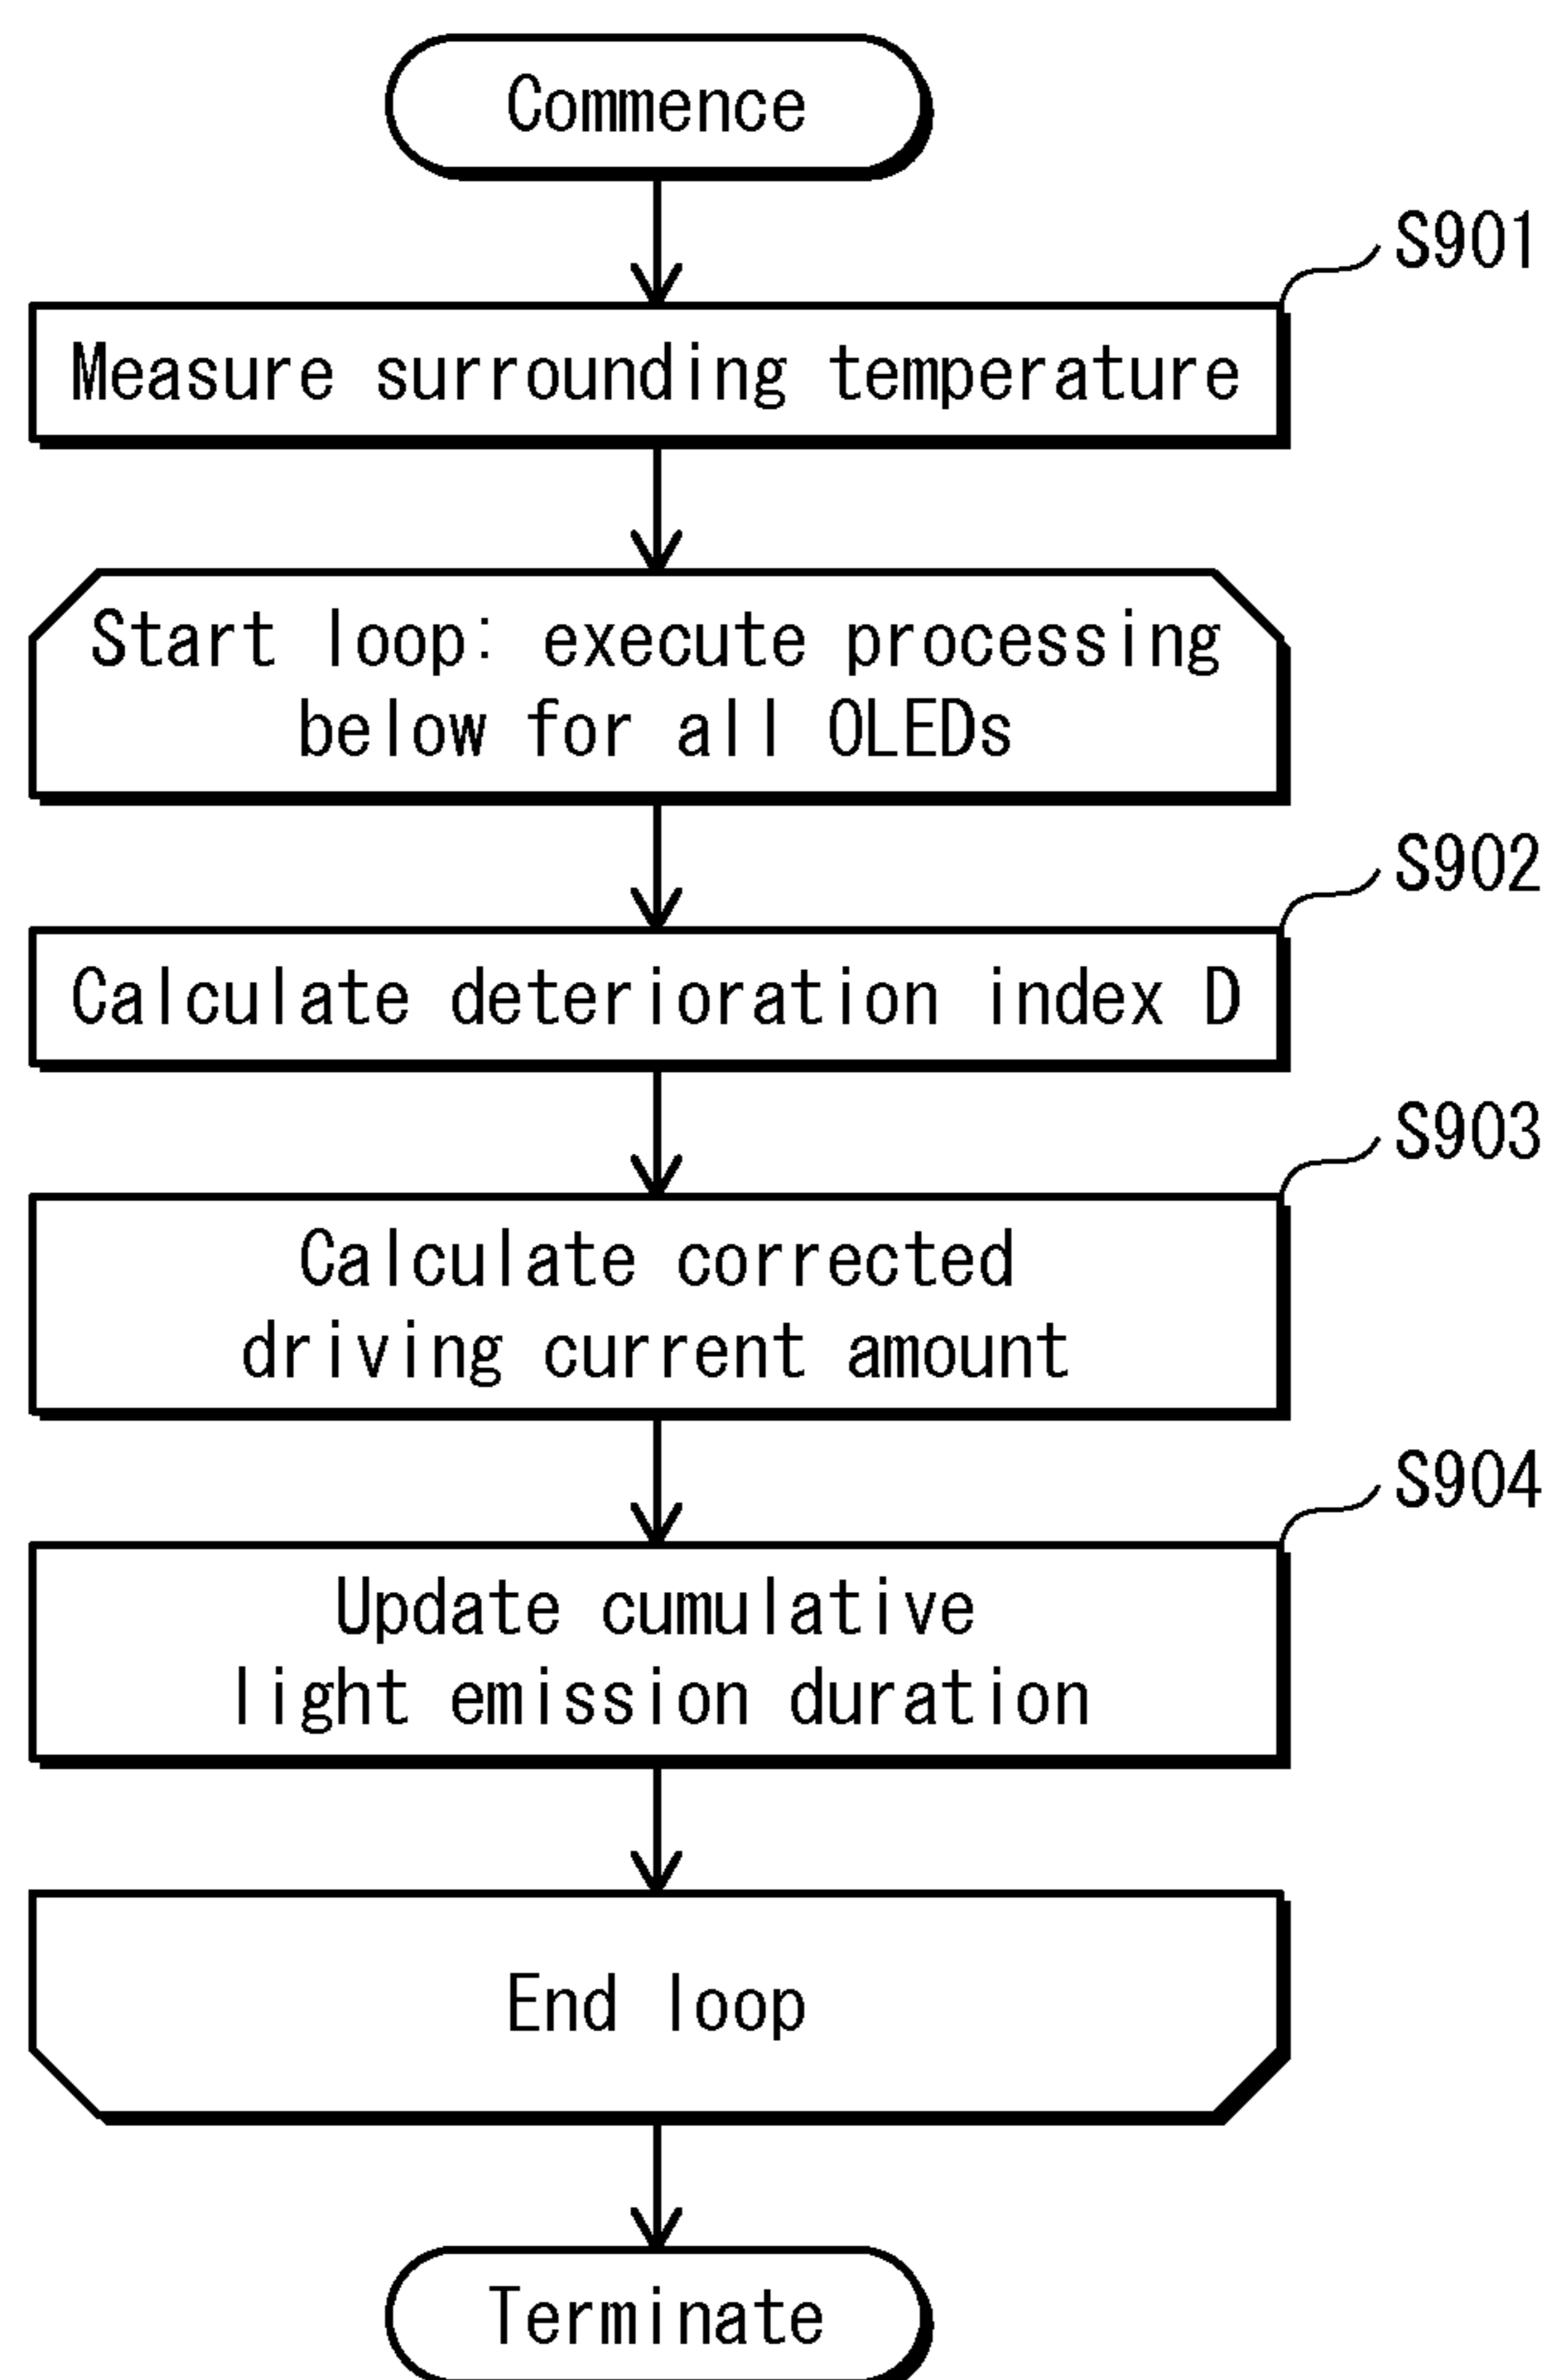 Commence
S901
Measure surrounding temperature
Start loop: execute processing
below for all OLEDs
S902
Calculate deterioration index D
S903
Calculate corrected
driving current amount
S904
Update cumulative
light emission duration
End loop
Terminate